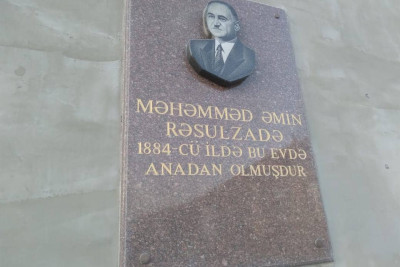 MƏHƏMMƏD ƏMİN
RƏSULZADƏ
1884-CÜ İLDƏ BU EVDƏ
ANADAN OLMUŞDUR